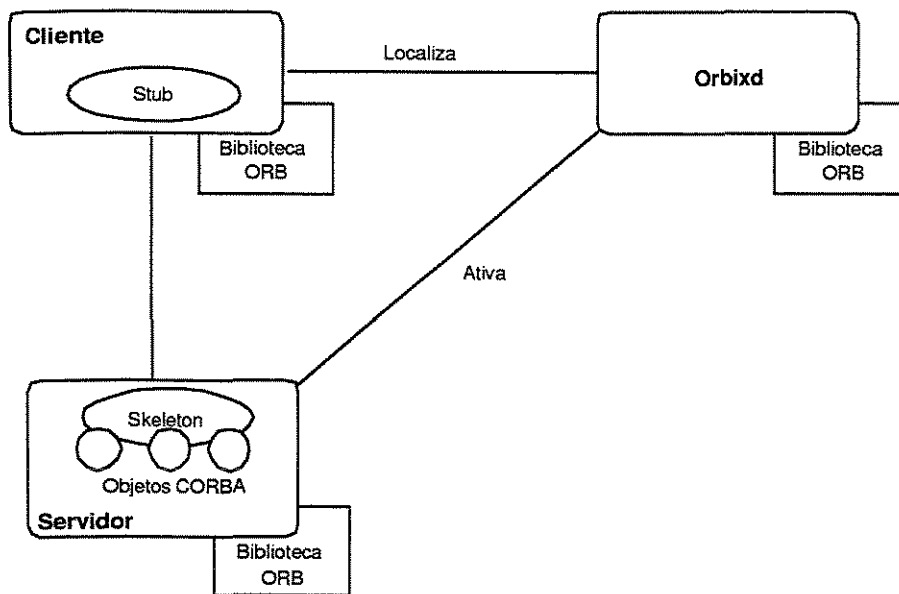 Cliente
Stub
Biblioteca
ORB
Localiza
Orbixd
Biblioteca
ORB
Ativa
Skeleton
Objetos CORBA
Servidor
Biblioteca
ORB